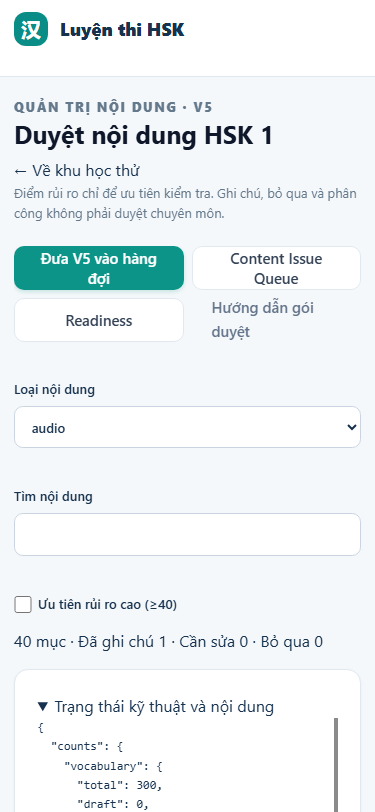 汉 Luyện thi HSK
QUẢN TRỊ NỘI DUNG · V5
Duyệt nội dung HSK 1
← Về khu học thử
Điểm rủi ro chỉ để ưu tiên kiểm tra. Ghi chú, bỏ qua và phân
công không phải duyệt chuyên môn.
Đưa V5 vào hàng
đợi
Content Issue
Queue
Readiness
Hướng dẫn gói
duyệt
Loại nội dung
audio
Tìm nội dung
Ưu tiên rủi ro cao (≥40)
40 mục · Đã ghi chú 1 · Cần sửa 0 · Bỏ qua 0
▼ Trạng thái kỹ thuật và nội dung
{
"counts": {
"vocabulary": {
"total": 300,
"draft": 0,